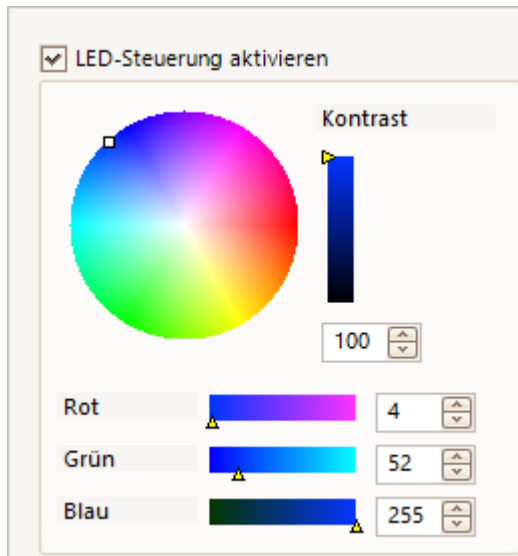 LED-Steuerung aktivieren
Kontrast
100
Rot 4
Grün 52
Blau 255